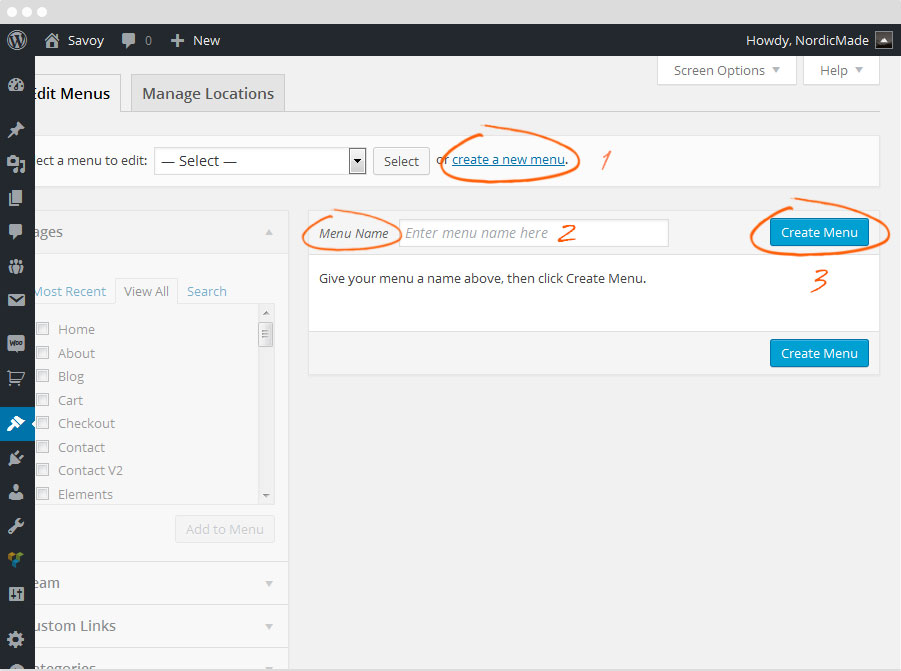 Savoy 0 New Howdy, NordicMade
Screen Options Help
dit Menus Manage Locations
ect a menu to edit: — Select — Select or create a new menu. 1
ages
Menu Name Enter menu name here 2 Create Menu
3
Give your menu a name above, then click Create Menu.
Most Recent View All Search
Home
About
Create Menu
Blog
Cart
Checkout
Contact
Contact V2
Elements
Add to Menu
eam
ustom Links
ategories